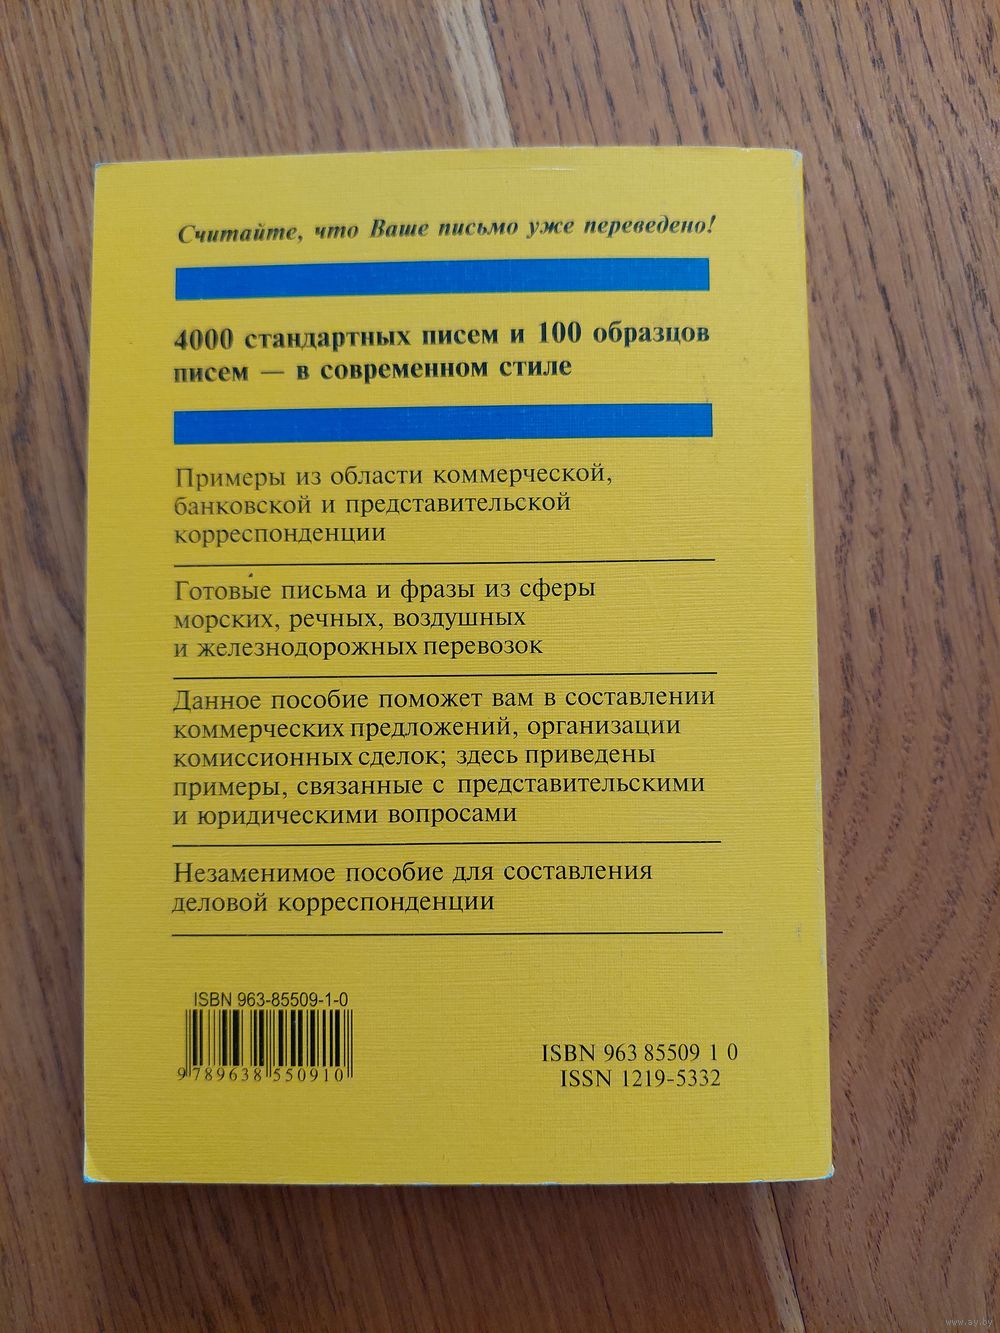 Считайте, что Ваше письмо уже переведено!
4000 стандартных писем и 100 образцов
писем — в современном стиле
Примеры из области коммерческой,
банковской и представительской
корреспонденции
Готовые письма и фразы из сферы
морских, речных, воздушных
и железнодорожных перевозок
Данное пособие поможет вам в составлении
коммерческих предложений, организации
комиссионных сделок; здесь приведены
примеры, связанные с представительскими
и юридическими вопросами
Незаменимое пособие для составления
деловой корреспонденции
ISBN 963-85509-1-0
9 789638 550910
ISBN 963 85509 1 0
ISSN 1219-5332
www.ay.by